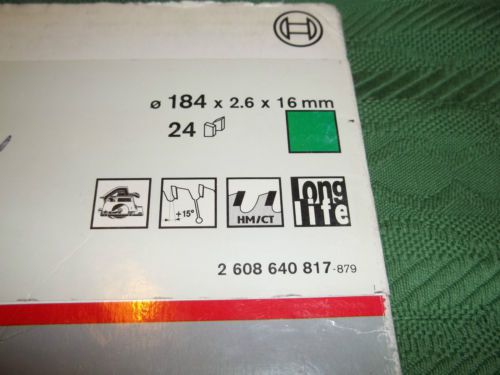 ø 184 x 2.6 x 16 mm
24
+15°
HM/CT
long life
2 608 640 817-879